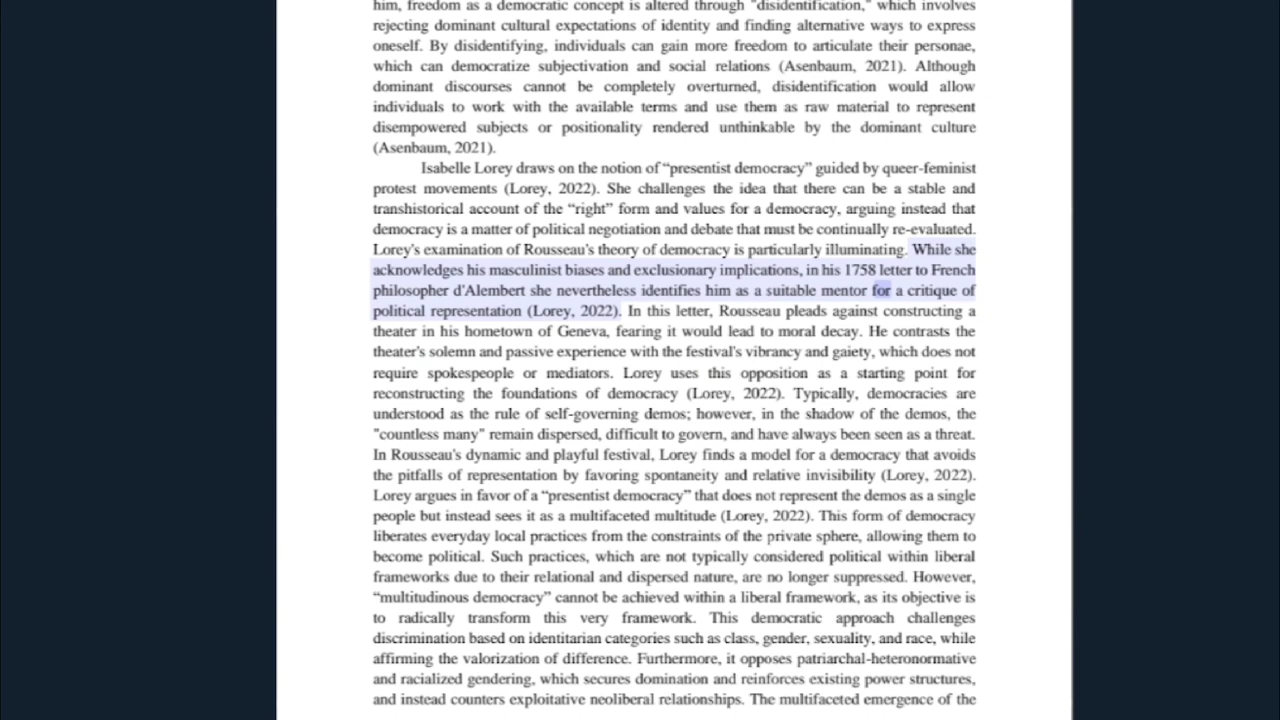 him, freedom as a democratic concept is altered through "disidentification," which involves
rejecting dominant cultural expectations of identity and finding alternative ways to express
oneself. By disidentifying, individuals can gain more freedom to articulate their personae,
which can democratize subjectivation and social relations (Asenbaum, 2021). Although
dominant discourses cannot be completely overturned, disidentification would allow
individuals to work with the available terms and use them as raw material to represent
disempowered subjects or positionality rendered unthinkable by the dominant culture
(Asenbaum, 2021).
Isabelle Lorey draws on the notion of “presentist democracy” guided by queer-feminist
protest movements (Lorey, 2022). She challenges the idea that there can be a stable and
transhistorical account of the “right” form and values for a democracy, arguing instead that
democracy is a matter of political negotiation and debate that must be continually re-evaluated.
Lorey's examination of Rousseau's theory of democracy is particularly illuminating. While she
acknowledges his masculinist biases and exclusionary implications, in his 1758 letter to French
philosopher d'Alembert she nevertheless identifies him as a suitable mentor for a critique of
political representation (Lorey, 2022). In this letter, Rousseau pleads against constructing a
theater in his hometown of Geneva, fearing it would lead to moral decay. He contrasts the
theater's solemn and passive experience with the festival's vibrancy and gaiety, which does not
require spokespeople or mediators. Lorey uses this opposition as a starting point for
reconstructing the foundations of democracy (Lorey, 2022). Typically, democracies are
understood as the rule of self-governing demos; however, in the shadow of the demos, the
"countless many" remain dispersed, difficult to govern, and have always been seen as a threat.
In Rousseau's dynamic and playful festival, Lorey finds a model for a democracy that avoids
the pitfalls of representation by favoring spontaneity and relative invisibility (Lorey, 2022).
Lorey argues in favor of a “presentist democracy” that does not represent the demos as a single
people but instead sees it as a multifaceted multitude (Lorey, 2022). This form of democracy
liberates everyday local practices from the constraints of the private sphere, allowing them to
become political. Such practices, which are not typically considered political within liberal
frameworks due to their relational and dispersed nature, are no longer suppressed. However,
“multitudinous democracy” cannot be achieved within a liberal framework, as its objective is
to radically transform this very framework. This democratic approach challenges
discrimination based on identitarian categories such as class, gender, sexuality, and race, while
affirming the valorization of difference. Furthermore, it opposes patriarchal-heteronormative
and racialized gendering, which secures domination and reinforces existing power structures,
and instead counters exploitative neoliberal relationships. The multifaceted emergence of the